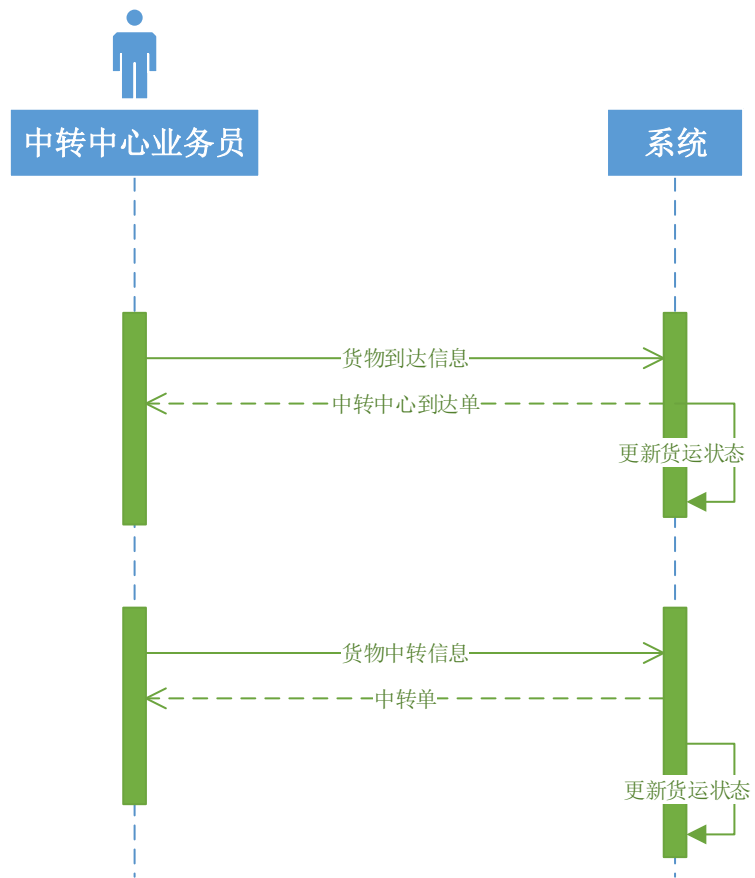 中转中心业务员
系统
货物到达信息
中转中心到达单
更新货运状态
货物中转信息
中转单
更新货运状态